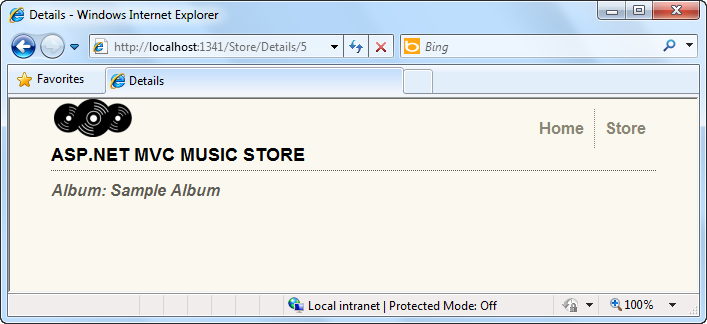 Details - Windows Internet Explorer
http://localhost:1341/Store/Details/5
Bing
Favorites
Details
Home
Store
ASP.NET MVC MUSIC STORE
Album: Sample Album
Local intranet | Protected Mode: Off
100%